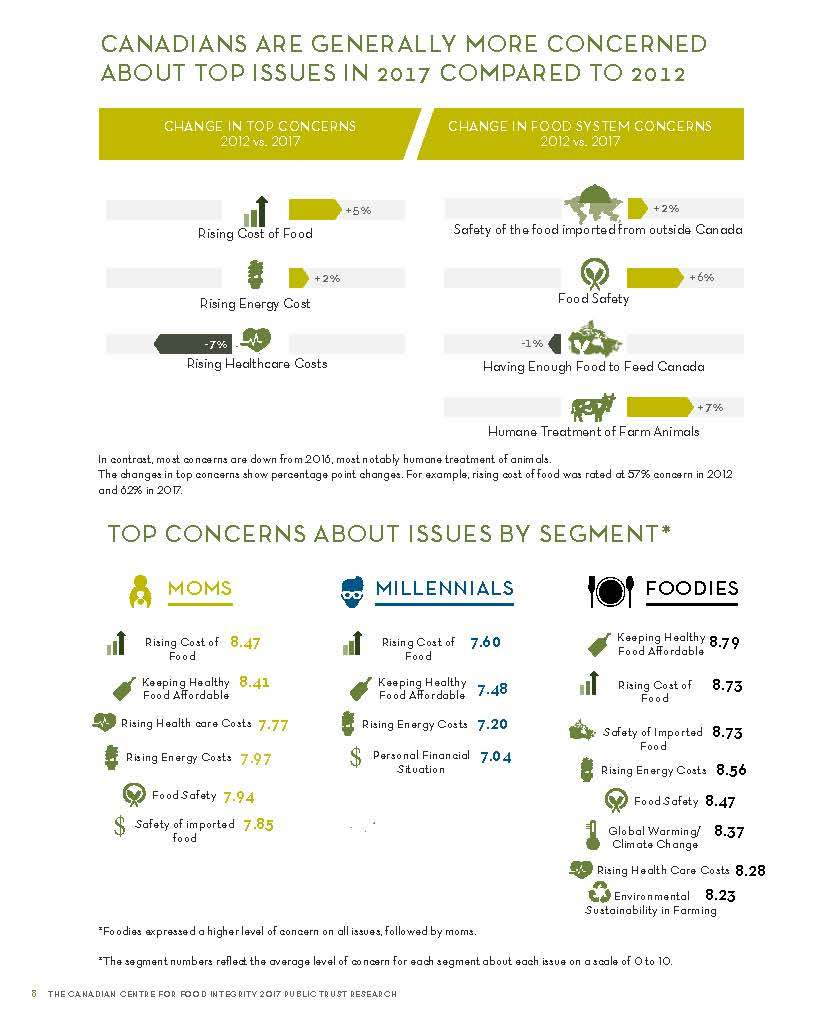 CANADIANS ARE GENERALLY MORE CONCERNED
ABOUT TOP ISSUES IN 2017 COMPARED TO 2012
CHANGE IN TOP CONCERNS
2012 vs. 2017
+5%
Rising Cost of Food
+2%
Rising Energy Cost
-7%
Rising Healthcare Costs
CHANGE IN FOOD SYSTEM CONCERNS
2012 vs. 2017
+2%
Safety of the food imported from outside Canada
+6%
Food Safety
-1%
Having Enough Food to Feed Canada
+7%
Humane Treatment of Farm Animals
In contrast, most concerns are down from 2016, most notably humane treatment of animals.
The changes in top concerns show percentage point changes. For example, rising cost of food was rated at 57% concern in 2012
and 62% in 2017.
TOP CONCERNS ABOUT ISSUES BY SEGMENT*
MOMS
Rising Cost of 8.47
Food
Keeping Healthy 8.41
Food Affordable
Rising Health care Costs 7.77
Rising Energy Costs 7.97
Food Safety 7.94
$ Safety of imported 7.85
food
MILLENNIALS
Rising Cost of 7.60
Food
Keeping Healthy
Food Affordable 7.48
Rising Energy Costs 7.20
$ Personal Financial 7.04
Situation
FOODIES
Keeping Healthy 8.79
Food Affordable
Rising Cost of 8.73
Food
Safety of Imported 8.73
Food
Rising Energy Costs 8.56
Food Safety 8.47
Global Warming/ 8.37
Climate Change
Rising Health Care Costs 8.28
Environmental 8.23
Sustainability in Farming
*Foodies expressed a higher level of concern on all issues, followed by moms.
*The segment numbers reflect the average level of concern for each segment about each issue on a scale of 0 to 10.
8 THE CANADIAN CENTRE FOR FOOD INTEGRITY 2017 PUBLIC TRUST RESEARCH